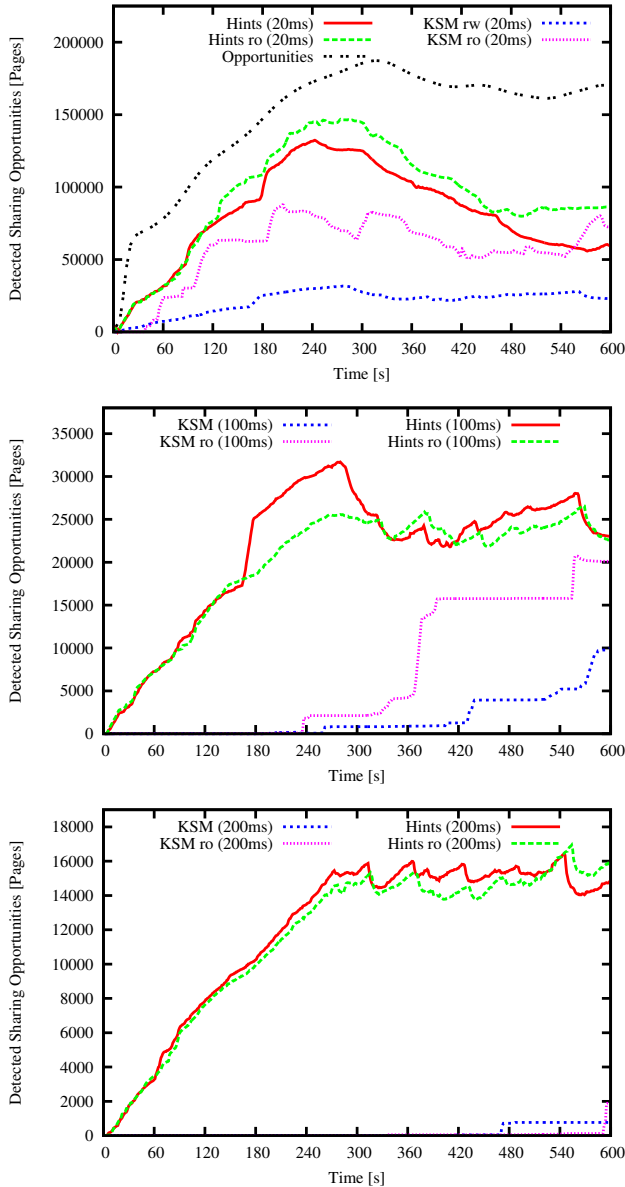 Hints (20ms) KSM rw (20ms)
Hints ro (20ms) KSM ro (20ms)
Opportunities
Detected Sharing Opportunities [Pages]
200000
150000
100000
50000
0
0 60 120 180 240 300 360 420 480 540 600
Time [s]
KSM (100ms) Hints (100ms)
KSM ro (100ms) Hints ro (100ms)
Detected Sharing Opportunities [Pages]
35000
30000
25000
20000
15000
10000
5000
0
0 60 120 180 240 300 360 420 480 540 600
Time [s]
KSM (200ms) Hints (200ms)
KSM ro (200ms) Hints ro (200ms)
Detected Sharing Opportunities [Pages]
18000
16000
14000
12000
10000
8000
6000
4000
2000
0
0 60 120 180 240 300 360 420 480 540 600
Time [s]